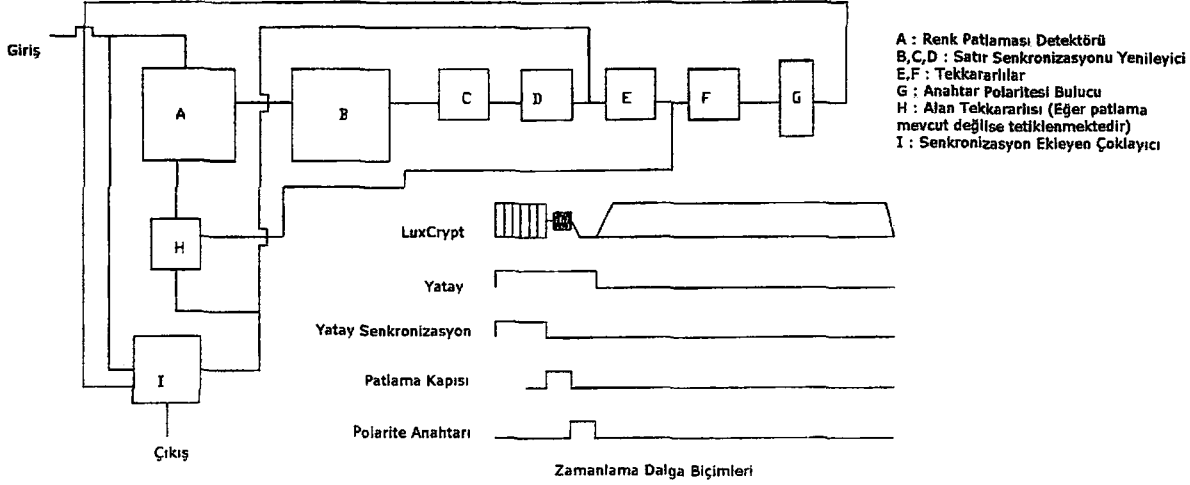 Giriş
A
B
C
D
E
F
G
H
I
Çıkış
A : Renk Patlaması Detektörü
B,C,D : Satır Senkronizasyonu Yenileyici
E,F : Tekkararlılar
G : Anahtar Polaritesi Bulucu
H : Alan Tekkararlısı (Eğer patlama
mevcut değilse tetiklenmektedir)
I : Senkronizasyon Ekleyen Çoklayıcı
LuxCrypt
Yatay
Yatay Senkronizasyon
Patlama Kapısı
Polarite Anahtarı
Zamanlama Dalga Biçimleri